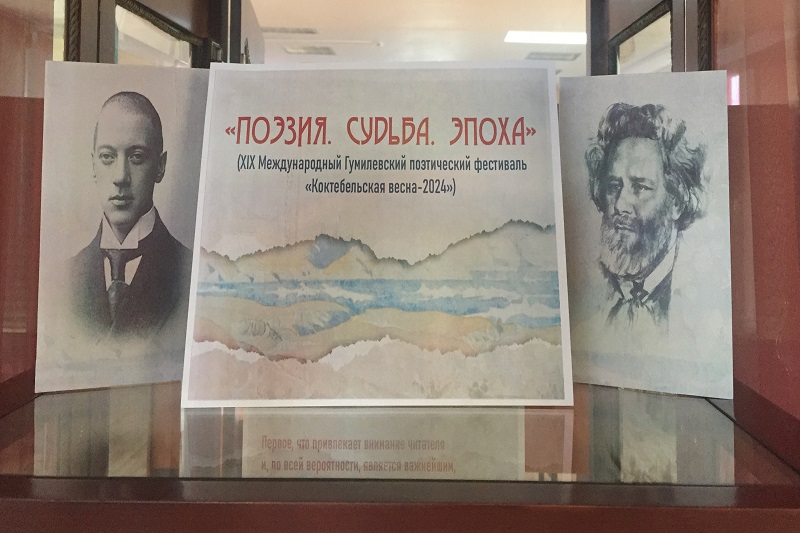 «ПОЭЗИЯ. СУДЬБА. ЭПОХА»
(XIX Международный Гумилевский поэтический фестиваль
«Коктебельская весна-2024»)
Первое, что привлекает внимание читателя
и, по всей вероятности, является важнейшим,